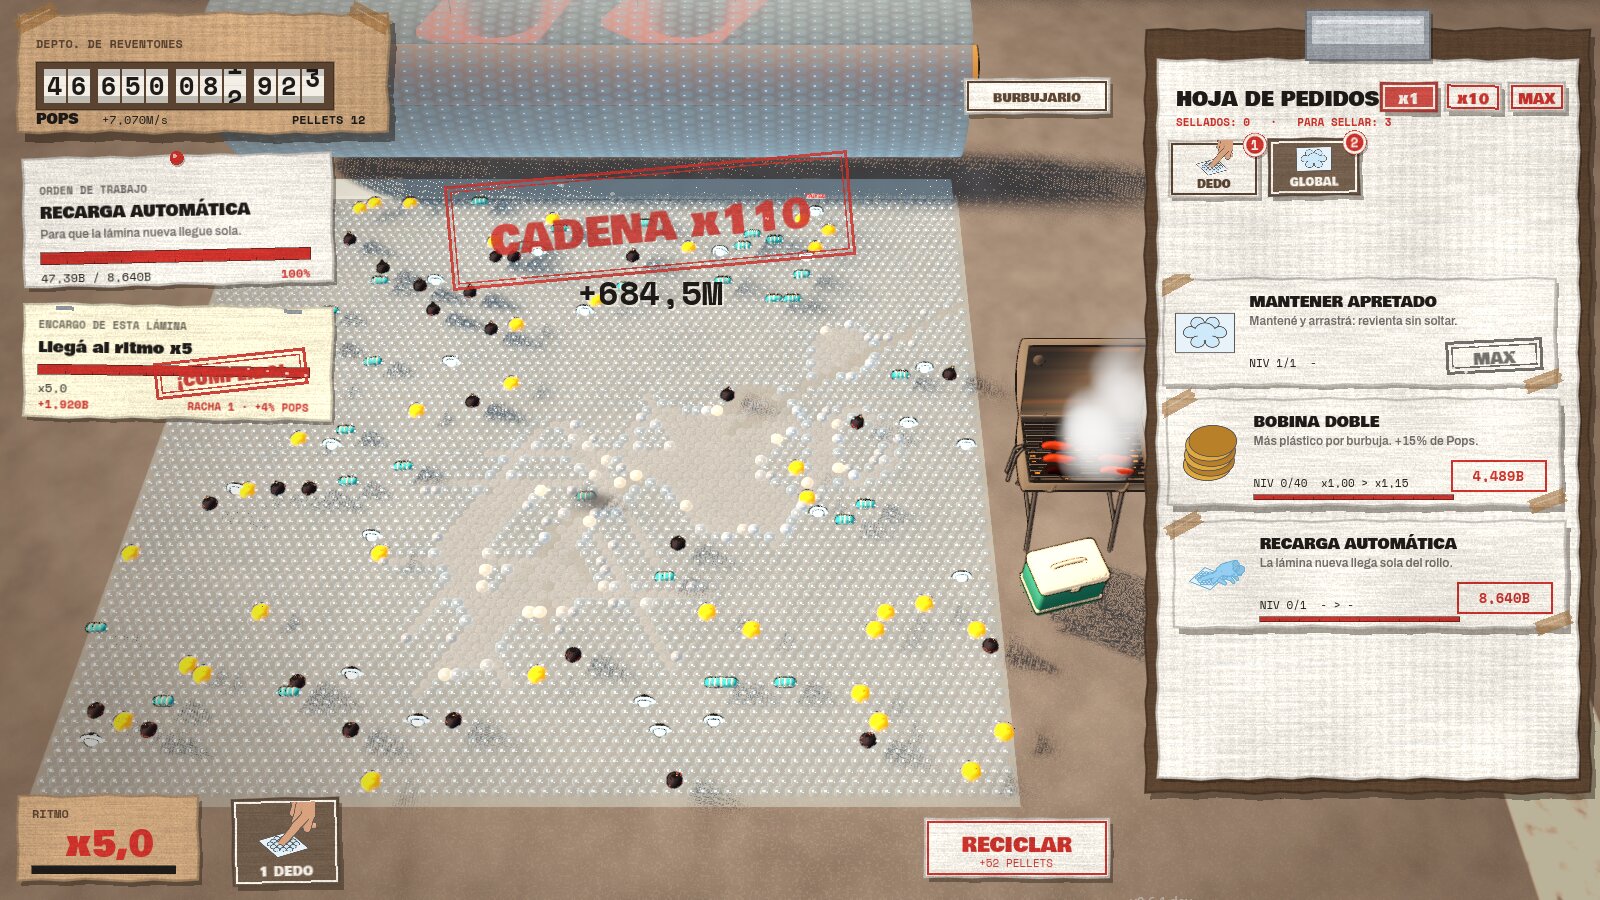 DEPTO. DE REVENTONES
46 650 08 923
POPS +7.070M/s PELLETS 12
ORDEN DE TRABAJO
RECARGA AUTOMÁTICA
Para que la lámina nueva llegue sola.
47.39B / 8.640B 100%
ENCARGO DE ESTA LÁMINA
Llegá al ritmo x5
x5.0
+1.920B RACHA 1 · +4% POPS
CADENA x110
+684,5M
BURBUJARIO
HOJA DE PEDIDOS x1 x10 MAX
SELLADOS: 0 · PARA SELLAR: 3
DEDO 1
GLOBAL 2
MANTENER APRETADO
Mantené y arrastrá: revienta sin soltar.
NIV 1/1 -
MAX
BOBINA DOBLE
Más plástico por burbuja. +15% de Pops.
NIV 0/40 x1.00 > x1.15
4.489B
RECARGA AUTOMÁTICA
La lámina nueva llega sola del rollo.
NIV 0/1 - > -
8.640B
RITMO
x5,0
1 DEDO
RECICLAR
+52 PELLETS